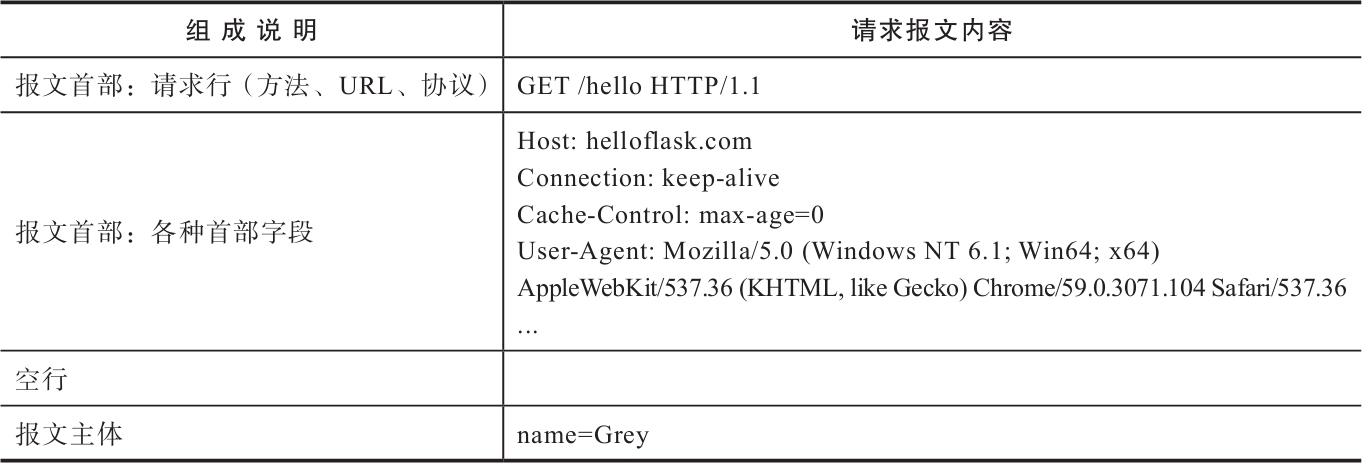 组成说明 请求报文内容
报文首部：请求行（方法、URL、协议） GET /hello HTTP/1.1
报文首部：各种首部字段
Host: helloflask.com
Connection: keep-alive
Cache-Control: max-age=0
User-Agent: Mozilla/5.0 (Windows NT 6.1; Win64; x64)
AppleWebKit/537.36 (KHTML, like Gecko) Chrome/59.0.3071.104 Safari/537.36
...
空行
报文主体 name=Grey